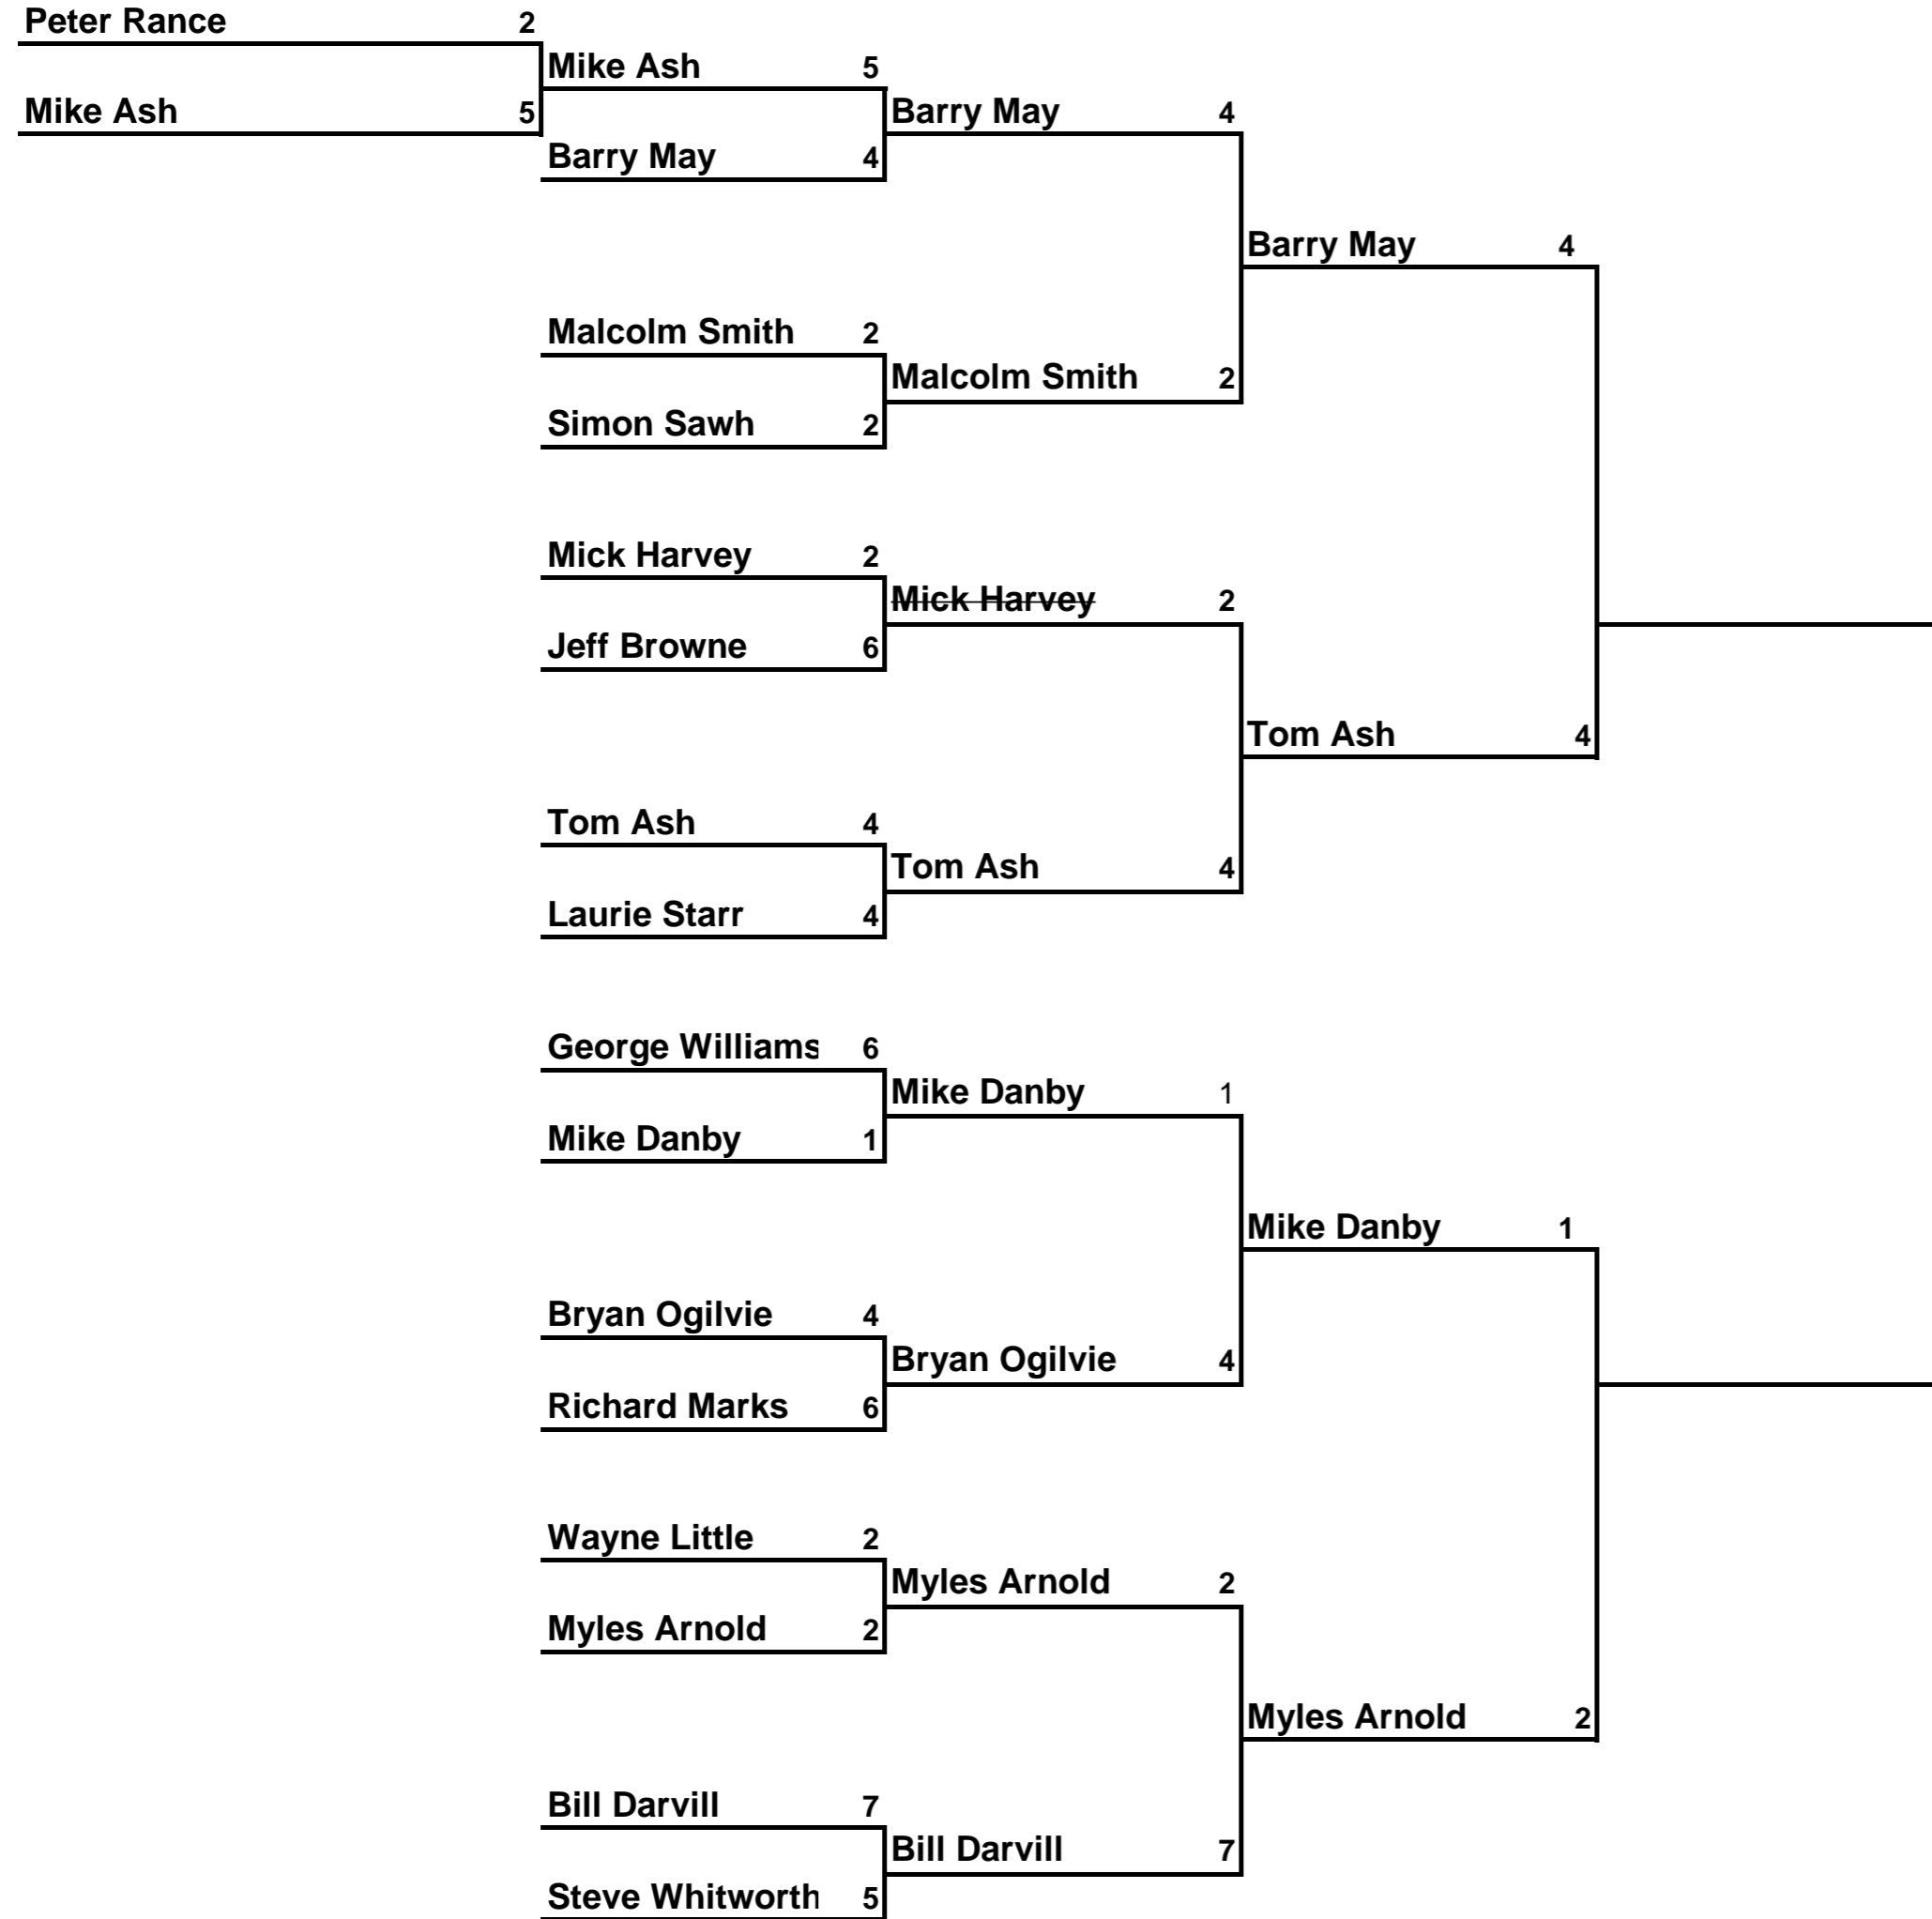 Peter Rance 2
Mike Ash 5
Mike Ash 5
Barry May 4
Barry May 4
Barry May 4
Malcolm Smith 2
Malcolm Smith 2
Simon Sawh 2
Mick Harvey 2
Mick Harvey 2
Jeff Browne 6
Tom Ash 4
Tom Ash 4
Tom Ash 4
Laurie Starr 4
George Williams 6
Mike Danby 1
Mike Danby 1
Mike Danby 1
Bryan Ogilvie 4
Bryan Ogilvie 4
Richard Marks 6
Wayne Little 2
Myles Arnold 2
Myles Arnold 2
Myles Arnold 2
Bill Darvill 7
Bill Darvill 7
Steve Whitworth 5